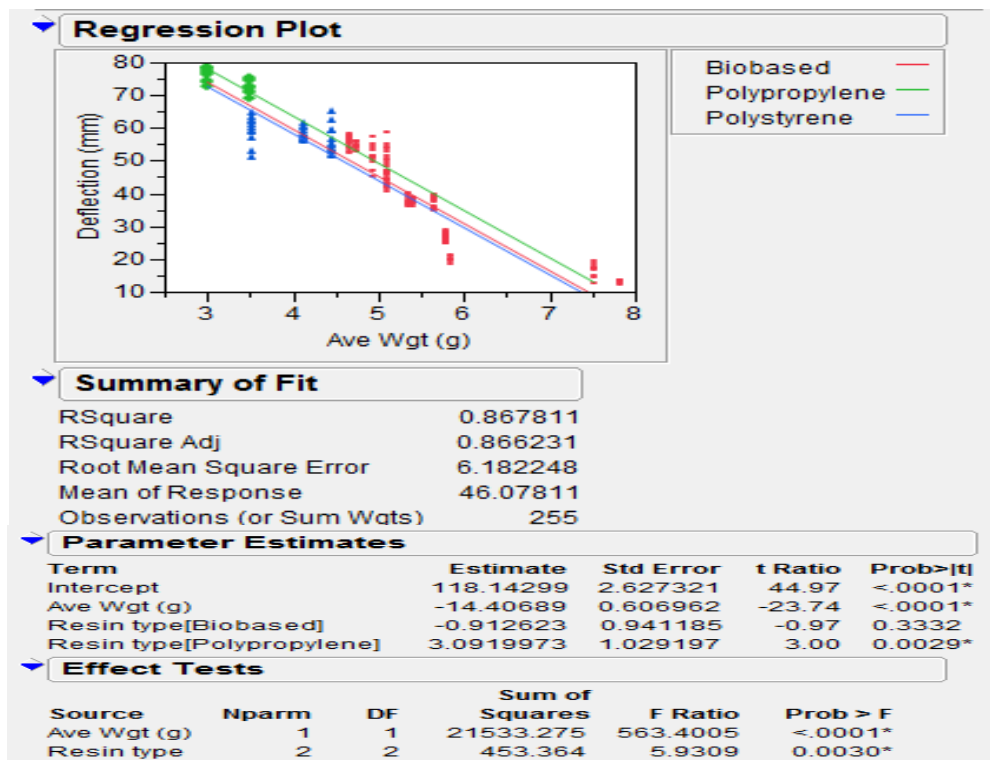 Regression Plot
80
70
60
50
40
30
20
10
Deflection (mm)
3 4 5 6 7 8
Ave Wgt (g)
Biobased
Polypropylene
Polystyrene
Summary of Fit
RSquare 0.867811
RSquare Adj 0.866231
Root Mean Square Error 6.182248
Mean of Response 46.07811
Observations (or Sum Wgts) 255
Parameter Estimates
Term Estimate Std Error t Ratio Prob>|t|
Intercept 118.14299 2.627321 44.97 <.0001*
Ave Wgt (g) -14.40689 0.606962 -23.74 <.0001*
Resin type[Biobased] -0.912623 0.941185 -0.97 0.3332
Resin type[Polypropylene] 3.0919973 1.029197 3.00 0.0029*
Effect Tests
Sum of
Source Nparm DF Squares F Ratio Prob > F
Ave Wgt (g) 1 1 21533.275 563.4005 <.0001*
Resin type 2 2 453.364 5.9309 0.0030*